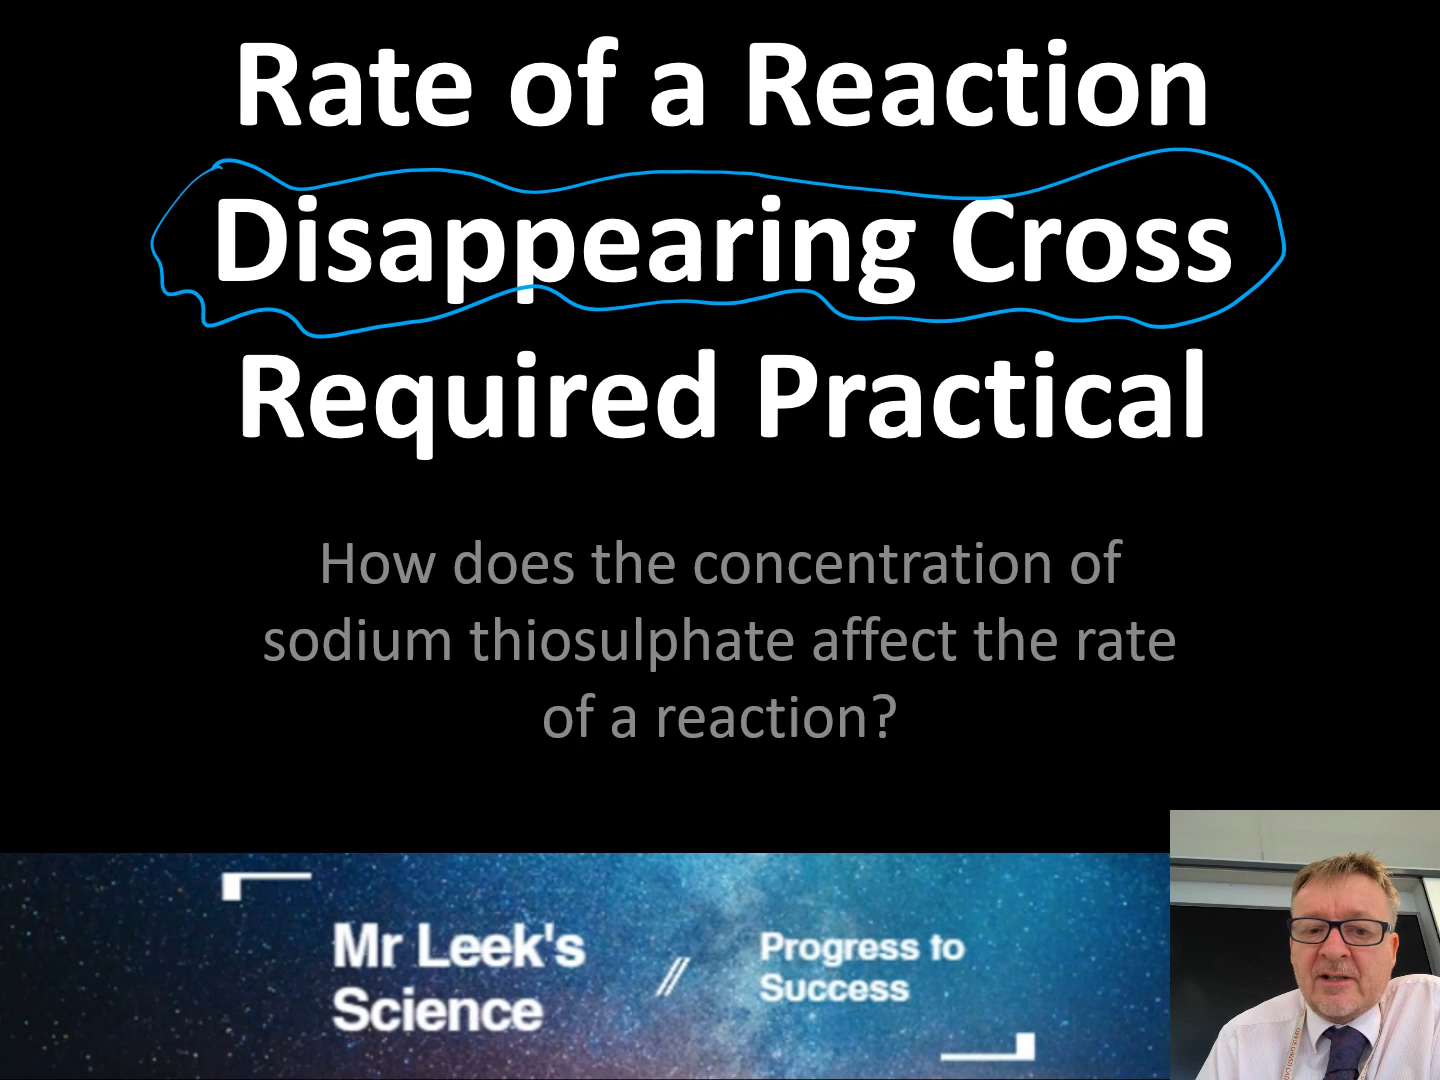 Rate of a Reaction
Disappearing Cross
Required Practical
How does the concentration of
sodium thiosulphate affect the rate
of a reaction?
Mr Leek's
Science
//
Progress to
Success